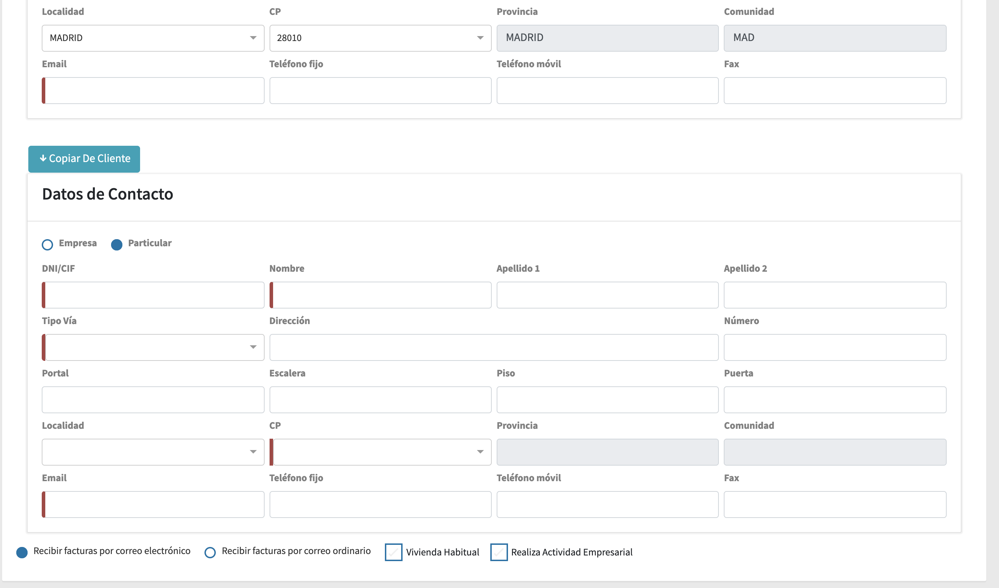 Localidad CP Provincia Comunidad
MADRID 28010 MADRID MAD
Email Teléfono fijo Teléfono móvil Fax
Copiar De Cliente
Datos de Contacto
Empresa Particular
DNI/CIF Nombre Apellido 1 Apellido 2
Tipo Vía Dirección Número
Portal Escalera Piso Puerta
Localidad CP Provincia Comunidad
Email Teléfono fijo Teléfono móvil Fax
Recibir facturas por correo electrónico Recibir facturas por correo ordinario Vivienda Habitual Realiza Actividad Empresarial